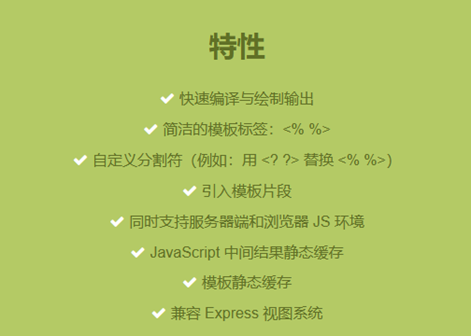 特性
快速编译与绘制输出
简洁的模板标签：<% %>
自定义分割符（例如：用 <? ?> 替换 <% %>）
引入模板片段
同时支持服务器端和浏览器 JS 环境
JavaScript 中间结果静态缓存
模板静态缓存
兼容 Express 视图系统